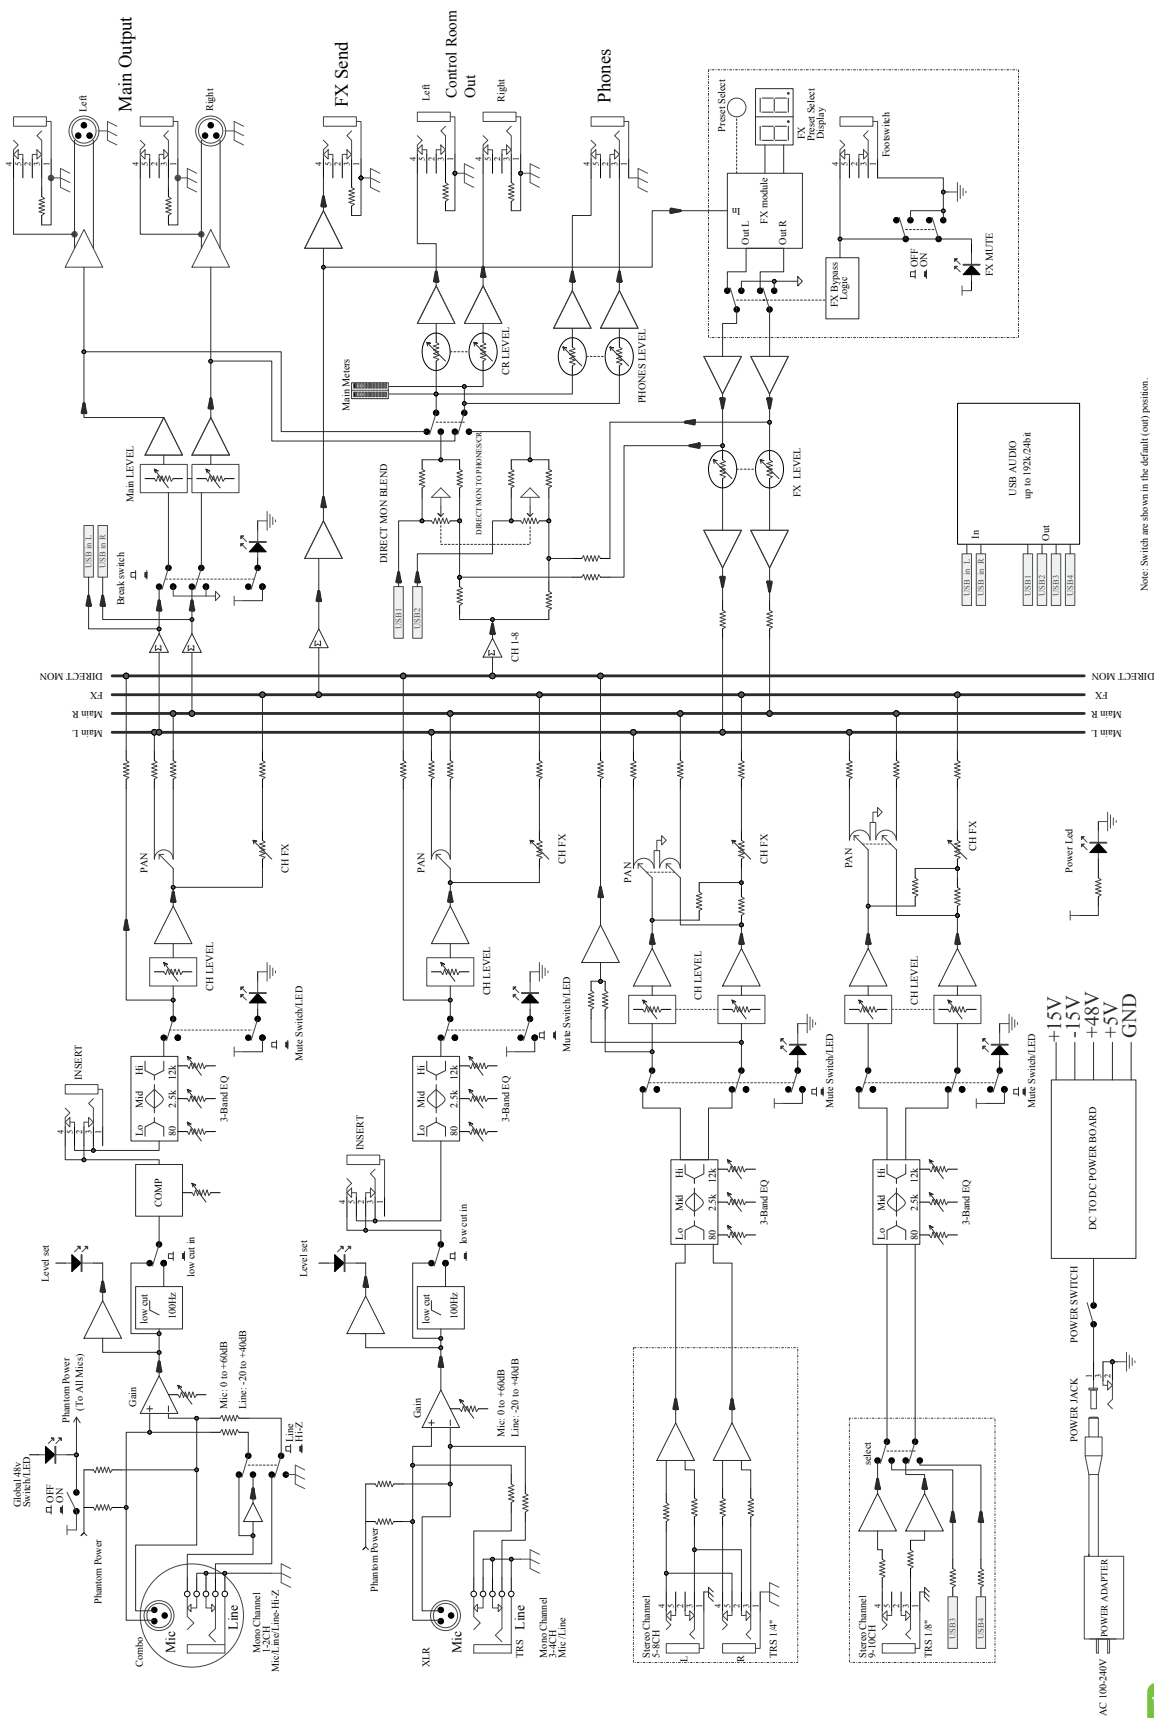 Main Output
Left
Right
FX Send
Control Room
Out
Left
Right
Phones
Preset Select
FX
Preset Select
Display
FX module
In
Out L
Out R
Footswitch
OFF
ON
FX MUTE
FX Bypass
Logic
CR LEVEL
PHONES LEVEL
Main Meters
Main LEVEL
DIRECT MON BLEND
DIRECT MON TO PHONES/CR
FX LEVEL
USB in L
USB in R
Break switch
USB1
USB2
CH 1-8
USB AUDIO
up to 192k/24bit
In
Out
USB in L
USB in R
USB1
USB2
USB3
USB4
Note: Switch are shown in the default (out) position.
DIRECT MON
FX
Main R
Main L
DIRECT MON
FX
Main R
Main L
PAN
CH FX
CH LEVEL
Mute Switch/LED
PAN
CH FX
CH LEVEL
Mute Switch/LED
PAN
CH FX
CH LEVEL
Mute Switch/LED
PAN
CH FX
CH LEVEL
Mute Switch/LED
Power Led
INSERT
Lo Mid Hi
80 2.5k 12k
3-Band EQ
COMP
INSERT
Lo Mid Hi
80 2.5k 12k
3-Band EQ
Lo Mid Hi
80 2.5k 12k
3-Band EQ
Lo Mid Hi
80 2.5k 12k
3-Band EQ
Level set
low cut
100Hz
low cut in
Level set
low cut
100Hz
low cut in
Global 48v
Switch/LED
OFF
ON
Phantom Power
(To All Mics)
Phantom Power
Gain
Mic: 0 to +60dB
Line: -20 to +40dB
Line
Hi-Z
Combo
Mic
Line
Mono Channel
1-2CH
Mic/Line/Line-Hi-Z
Phantom Power
Gain
Mic: 0 to +60dB
Line: -20 to +40dB
XLR
Mic
TRS
Line
Mono Channel
3-4CH
Mic /Line
Stereo Channel
5-8CH
L
R
TRS 1/4"
Stereo Channel
9-10CH
TRS 1/8"
USB3
USB4
select
AC 100-240V
POWER ADAPTER
POWER JACK
POWER SWITCH
DC TO DC POWER BOARD
+15V
-15V
+48V
+5V
GND